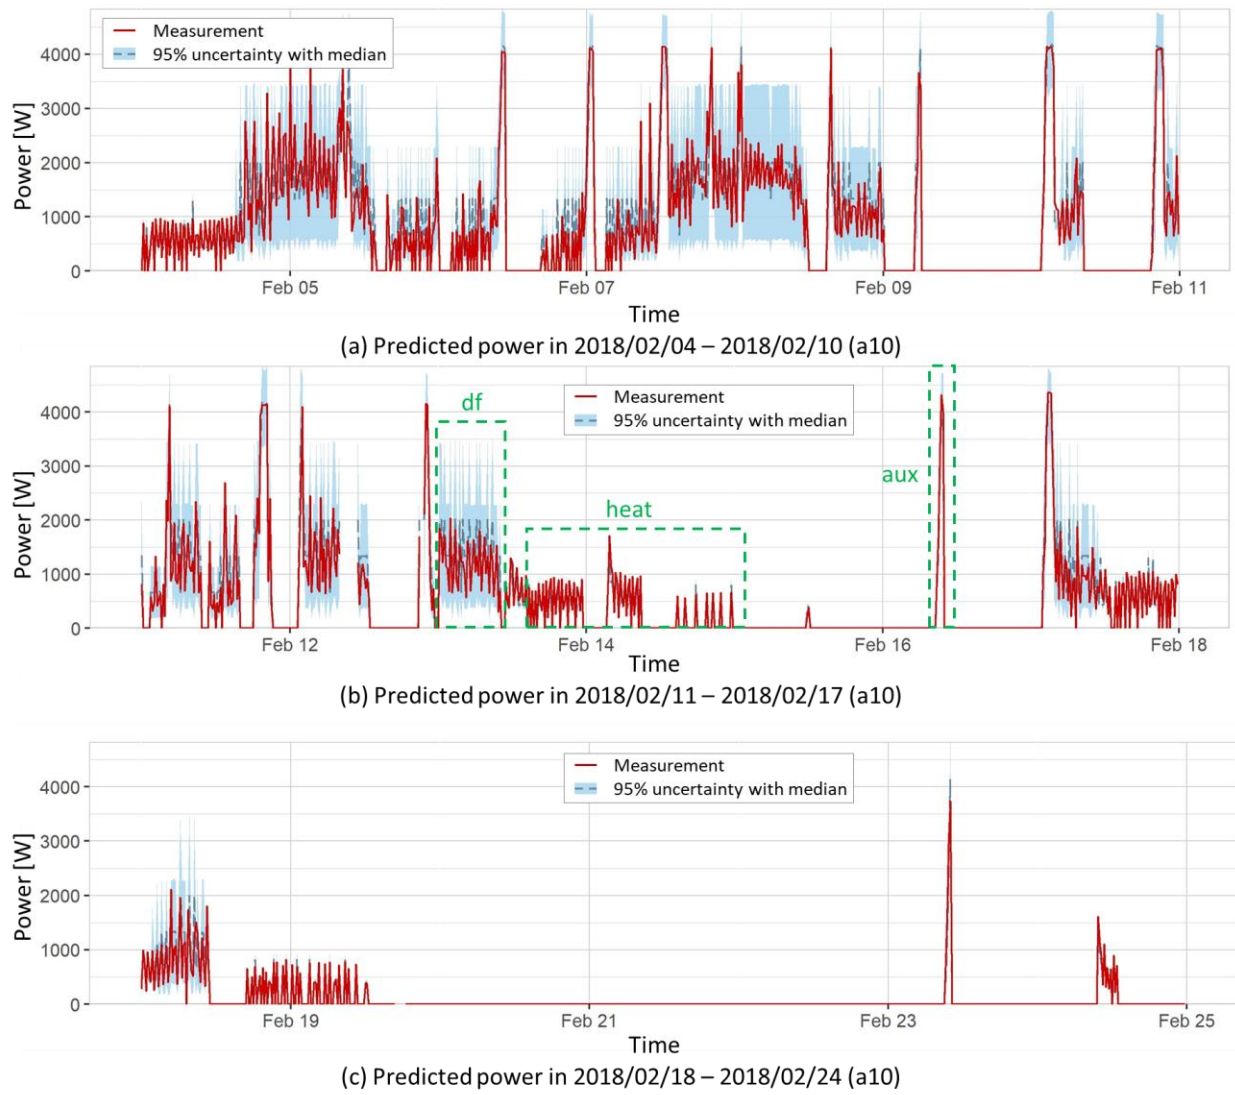 Measurement
95% uncertainty with median
Power [W]
4000
3000
2000
1000
0
Feb 05
Feb 07
Feb 09
Feb 11
Time
(a) Predicted power in 2018/02/04 – 2018/02/10 (a10)
Measurement
95% uncertainty with median
df
heat
aux
Power [W]
4000
3000
2000
1000
0
Feb 12
Feb 14
Feb 16
Feb 18
Time
(b) Predicted power in 2018/02/11 – 2018/02/17 (a10)
Measurement
95% uncertainty with median
Power [W]
4000
3000
2000
1000
0
Feb 19
Feb 21
Feb 23
Feb 25
Time
(c) Predicted power in 2018/02/18 – 2018/02/24 (a10)